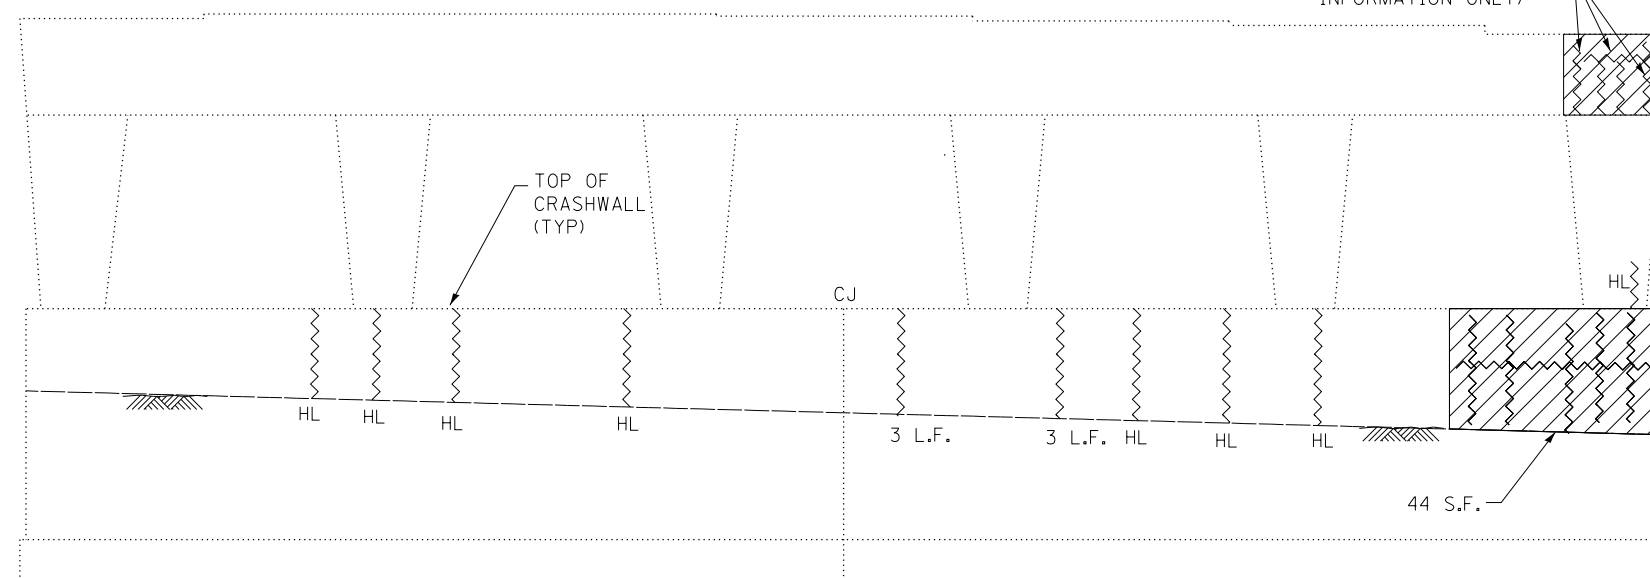 INFORMATION ONLY)
TOP OF
CRASHWALL
(TYP)
CJ
HL
HL
HL
HL
HL
3 L.F.
3 L.F.
HL
HL
HL
44 S.F.